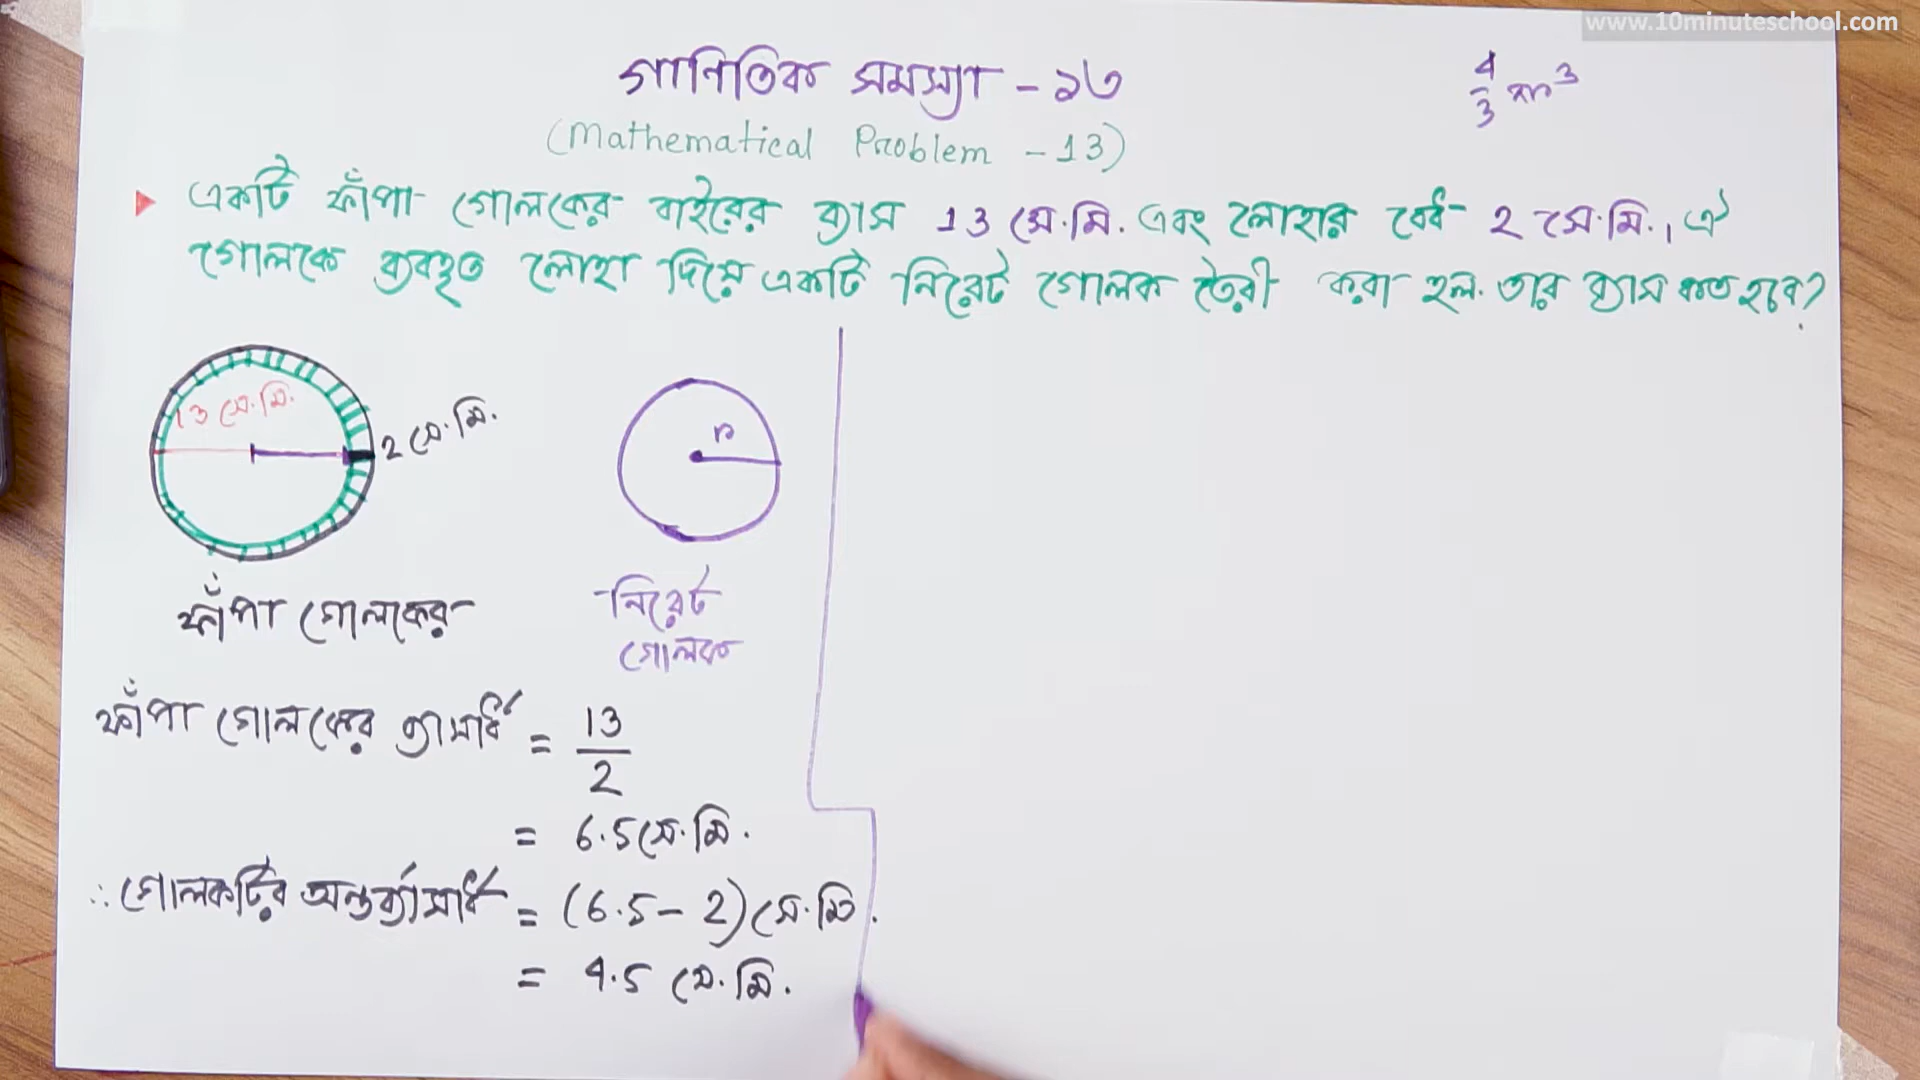 www.10minuteschool.com
গাণিতিক সমস্যা - ১৩
(Mathematical Problem - 13)
4/3 πr³
একটি ফাঁপা গোলকের বাইরের ব্যাস 13 সে.মি. এবং লোহার বেধ 2 সে.মি., ঐ
গোলকে ব্যবহৃত লোহা দিয়ে একটি নিরেট গোলক তৈরী করা হল. তার ব্যাস কত হবে?
13 সে.মি.
2 সে.মি.
r
ফাঁপা গোলকের
নিরেট
গোলক
ফাঁপা গোলকের ব্যাসার্ধ = 13/2
= 6.5 সে.মি.
∴ গোলকটির অন্তর্ব্যাসার্ধ = (6.5 - 2) সে.মি.
= 4.5 সে.মি.